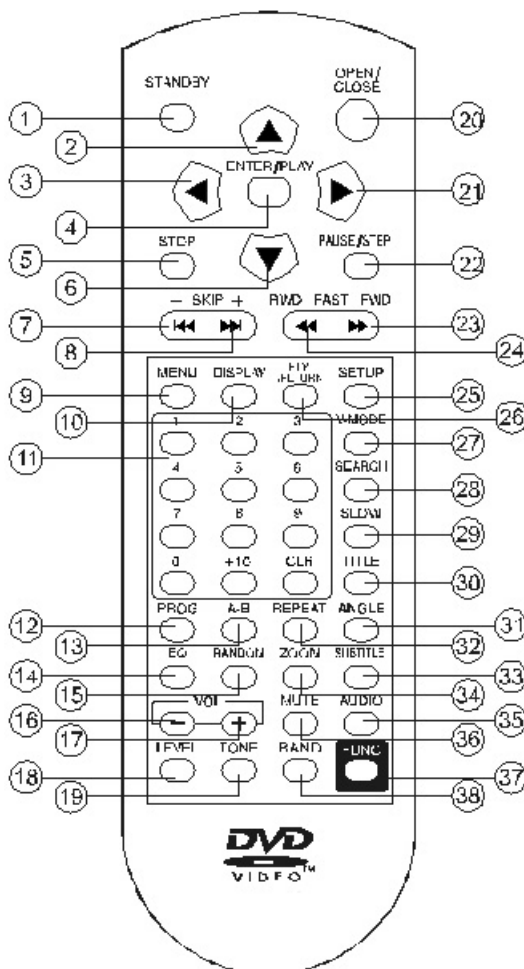 STANDBY
OPEN/
CLOSE
1
20
2
ENTER/PLAY
3
21
4
STOP
PAUSE/STEP
5
22
6
− SKIP +
RWD FAST FWD
7
23
8
24
MENU
DISPLAY
/RETURN
SETUP
9
25
10
26
1
2
3
V-MODE
11
27
4
5
6
SEARCH
28
7
8
9
SLOW
29
0
+10
CLR
TITLE
30
PROG
A-B
REPEAT
ANGLE
12
31
13
32
EQ
RANDOM
ZOOM
SUBTITLE
14
33
15
34
VOL
MUTE
AUDIO
16
− +
35
17
36
LEVEL
TONE
BAND
FUNC
18
37
19
38
DVD
VIDEO™